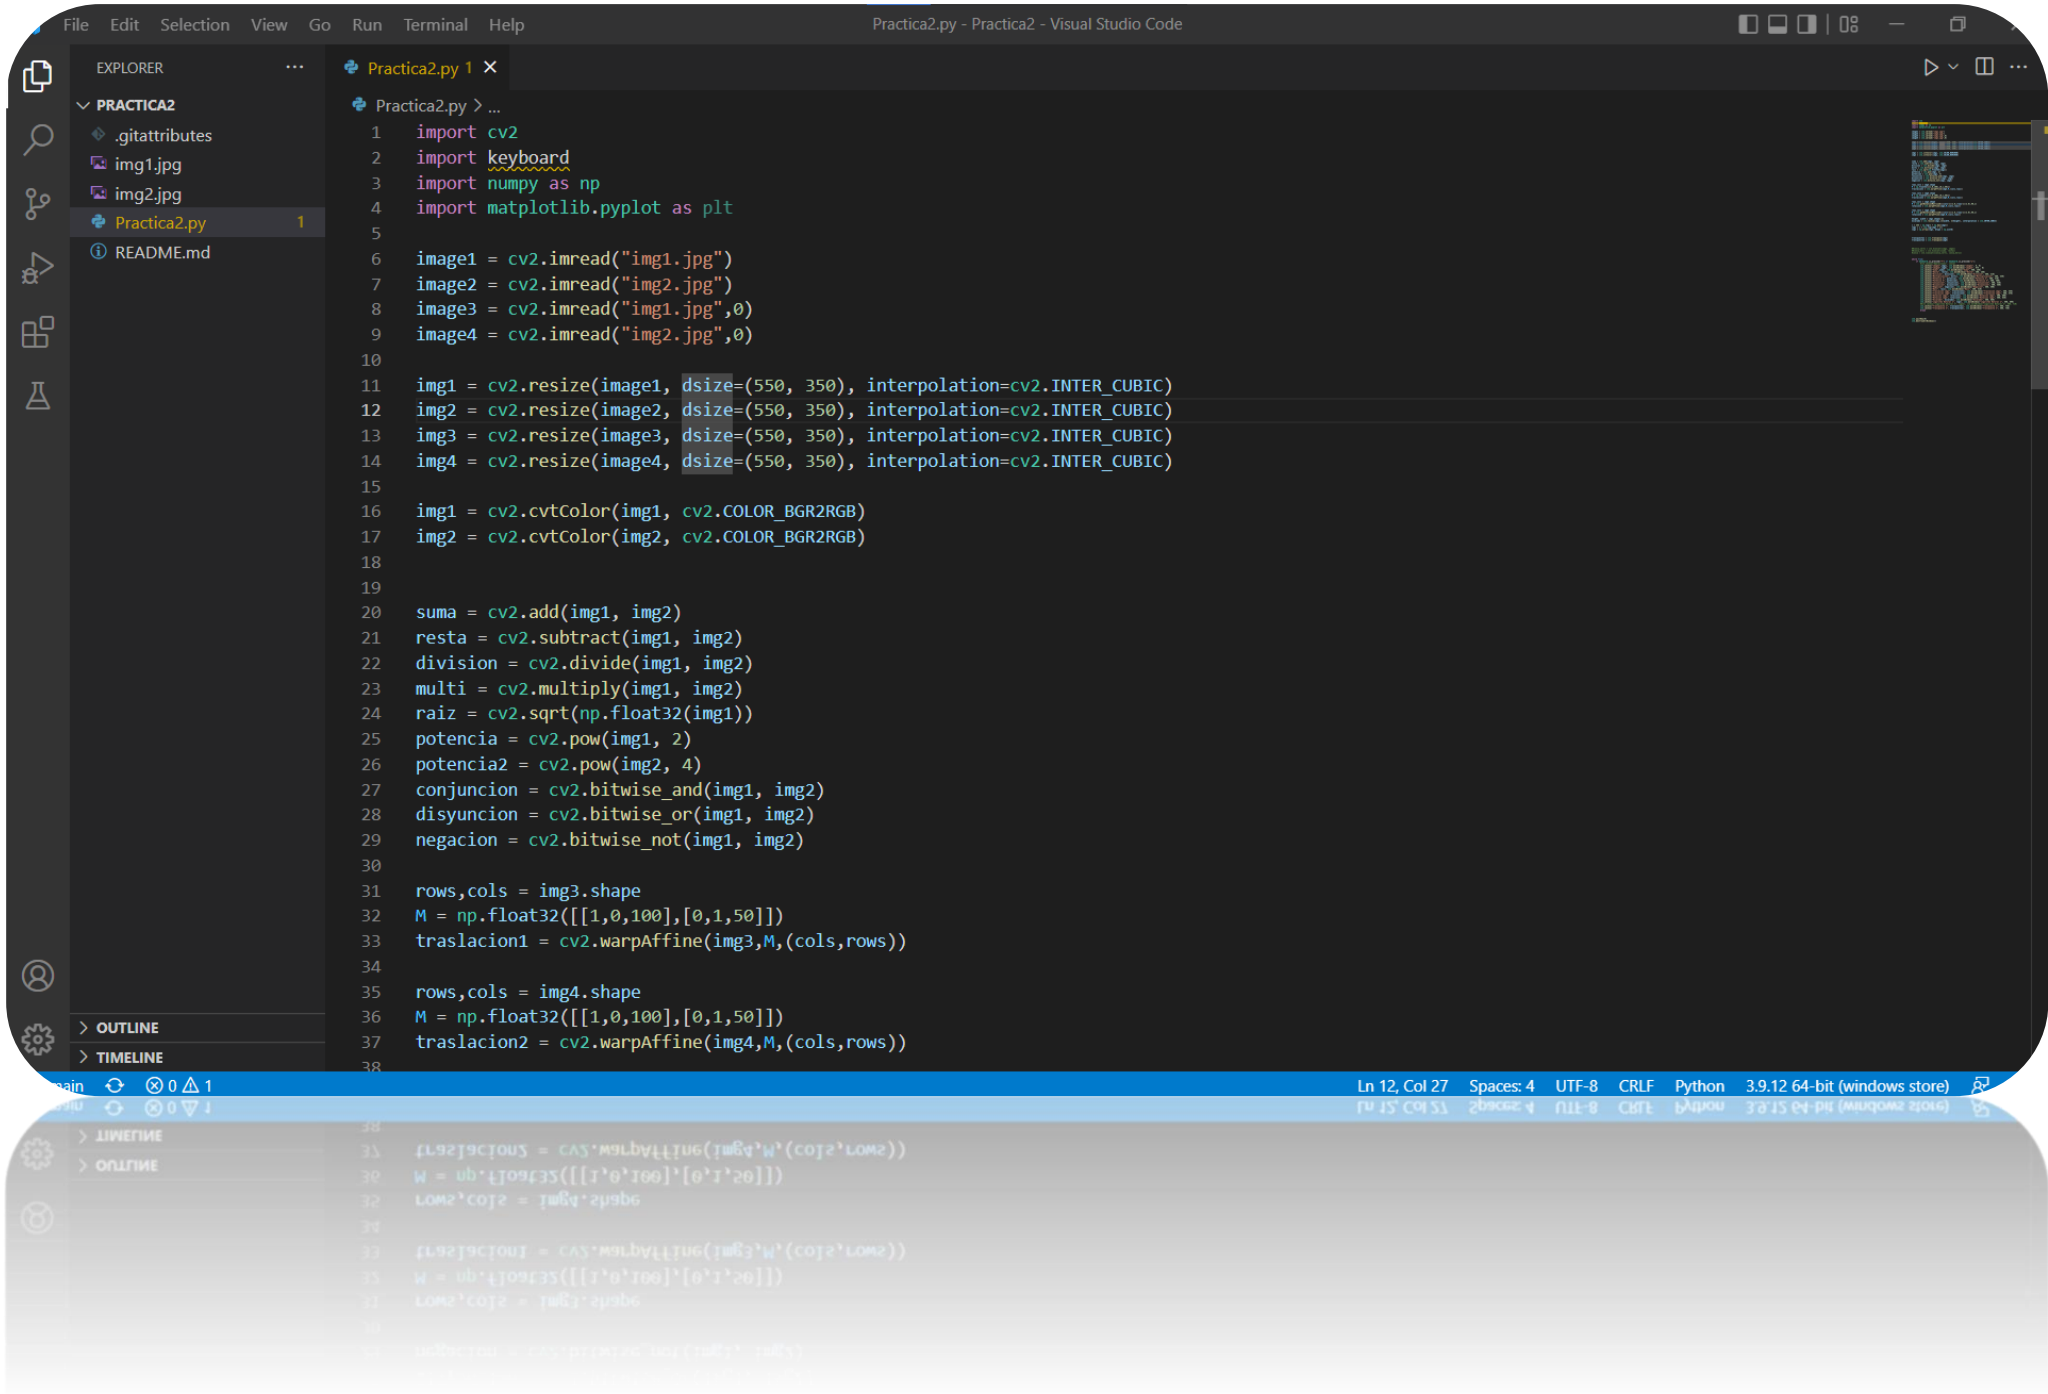 File Edit Selection View Go Run Terminal Help
Practica2.py - Practica2 - Visual Studio Code
EXPLORER
PRACTICA2
.gitattributes
img1.jpg
img2.jpg
Practica2.py 1
README.md
OUTLINE
TIMELINE
Practica2.py 1
Practica2.py > ...
1 import cv2
2 import keyboard
3 import numpy as np
4 import matplotlib.pyplot as plt
5
6 image1 = cv2.imread("img1.jpg")
7 image2 = cv2.imread("img2.jpg")
8 image3 = cv2.imread("img1.jpg",0)
9 image4 = cv2.imread("img2.jpg",0)
10
11 img1 = cv2.resize(image1, dsize=(550, 350), interpolation=cv2.INTER_CUBIC)
12 img2 = cv2.resize(image2, dsize=(550, 350), interpolation=cv2.INTER_CUBIC)
13 img3 = cv2.resize(image3, dsize=(550, 350), interpolation=cv2.INTER_CUBIC)
14 img4 = cv2.resize(image4, dsize=(550, 350), interpolation=cv2.INTER_CUBIC)
15
16 img1 = cv2.cvtColor(img1, cv2.COLOR_BGR2RGB)
17 img2 = cv2.cvtColor(img2, cv2.COLOR_BGR2RGB)
18
19
20 suma = cv2.add(img1, img2)
21 resta = cv2.subtract(img1, img2)
22 division = cv2.divide(img1, img2)
23 multi = cv2.multiply(img1, img2)
24 raiz = cv2.sqrt(np.float32(img1))
25 potencia = cv2.pow(img1, 2)
26 potencia2 = cv2.pow(img2, 4)
27 conjuncion = cv2.bitwise_and(img1, img2)
28 disyuncion = cv2.bitwise_or(img1, img2)
29 negacion = cv2.bitwise_not(img1, img2)
30
31 rows,cols = img3.shape
32 M = np.float32([[1,0,100],[0,1,50]])
33 traslacion1 = cv2.warpAffine(img3,M,(cols,rows))
34
35 rows,cols = img4.shape
36 M = np.float32([[1,0,100],[0,1,50]])
37 traslacion2 = cv2.warpAffine(img4,M,(cols,rows))
38
main 0 1 Ln 12, Col 27 Spaces: 4 UTF-8 CRLF Python 3.9.12 64-bit (windows store)